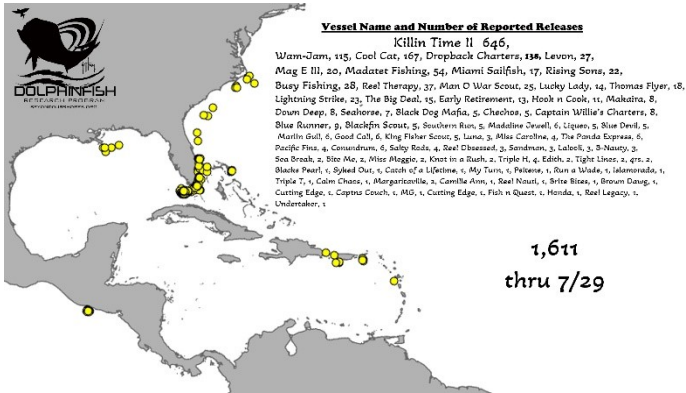 DOLPHINFISH
RESEARCH PROGRAM
Vessel Name and Number of Reported Releases
Killin Time II 646,
Wam-Jam, 115, Cool Cat, 167, Dropback Charters, 138, Levon, 27,
Mag E III, 20, Madatet Fishing, 54, Miami Sailfish, 17, Rising Sons, 22,
Busy Fishing, 28, Reel Therapy, 37, Man O War Scout, 25, Lucky Lady, 14, Thomas Flyer, 18,
Lightning Strike, 23, The Big Deal, 15, Early Retirement, 13, Hook n Cook, 11, Makaira, 8,
Down Deep, 8, Seahorse, 7, Black Dog Mafia, 5, Chechos, 5, Captain Willie's Charters, 8,
Blue Runner, 9, Blackfin Scout, 5, Southern Run, 5, Madaline Jewell, 6, Liqueo, 5, Blue Devil, 5,
Marlin Gull, 6, Good Call, 6, King Fisher Scout, 5, Luna, 3, Miss Caroline, 4, The Panda Express, 6,
Pacific Fins, 4, Conundrum, 6, Salty Rods, 4, Reel Obsessed, 3, Sandman, 3, Lalooli, 3, B-Nauty, 3,
Sea Break, 2, Bite Me, 2, Miss Maggie, 2, Knot in a Rush, 2, Triple H, 4, Edith, 2, Tight Lines, 2, 4rs, 2,
Blacks Pearl, 1, Syked Out, 1, Catch of a Lifetime, 1, My Turn, 1, Pelone, 1, Run a Wade, 1, Islamorada, 1,
Triple T, 1, Calm Chaos, 1, Margaritaville, 2, Camille Ann, 1, Reel Nauti, 1, Brite Bites, 1, Brown Dawg, 1,
Cutting Edge, 1, Captns Couch, 1, MG, 1, Cutting Edge, 1, Fish n Quest, 1, Honda, 1, Reel Legacy, 1,
Undertaker, 1
1,611
thru 7/29